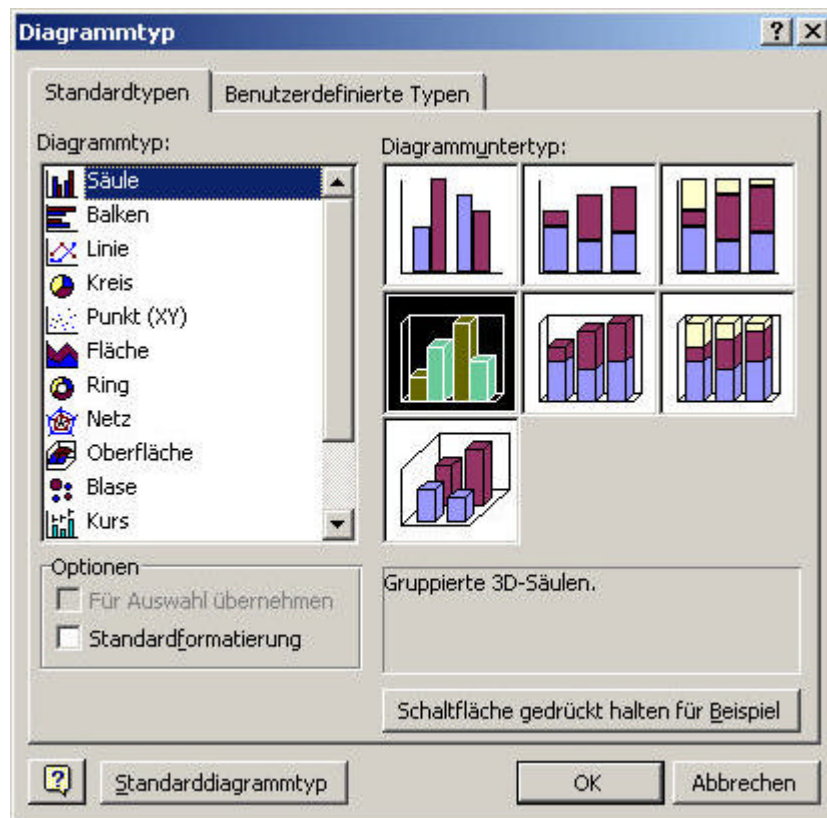 Diagrammtyp
Standardtypen
Benutzerdefinierte Typen
Diagrammtyp:
Säule
Balken
Linie
Kreis
Punkt (XY)
Fläche
Ring
Netz
Oberfläche
Blase
Kurs
Diagrammuntertyp:
Optionen
Für Auswahl übernehmen
Standardformatierung
Gruppierte 3D-Säulen.
Schaltfläche gedrückt halten für Beispiel
Standarddiagrammtyp
OK
Abbrechen